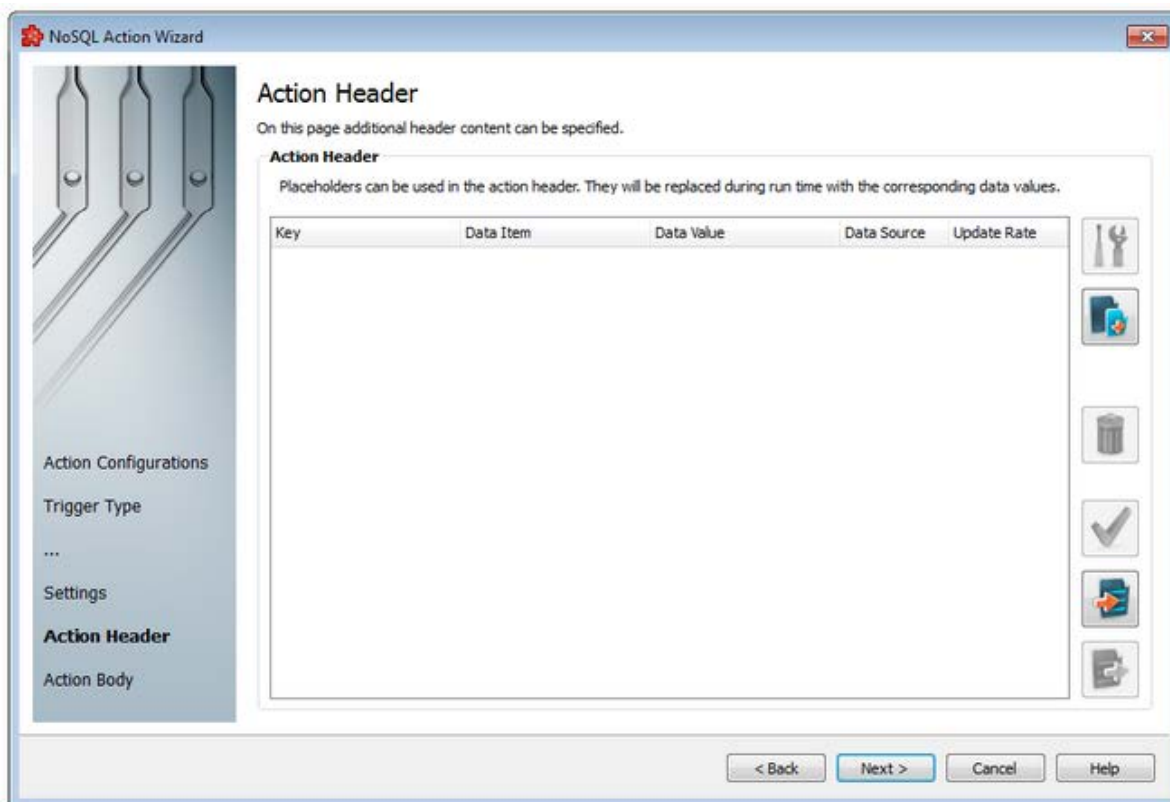 NoSQL Action Wizard
Action Header
On this page additional header content can be specified.
Action Header
Placeholders can be used in the action header. They will be replaced during run time with the corresponding data values.
Key Data Item Data Value Data Source Update Rate
Action Configurations
Trigger Type
...
Settings
Action Header
Action Body
< Back Next > Cancel Help